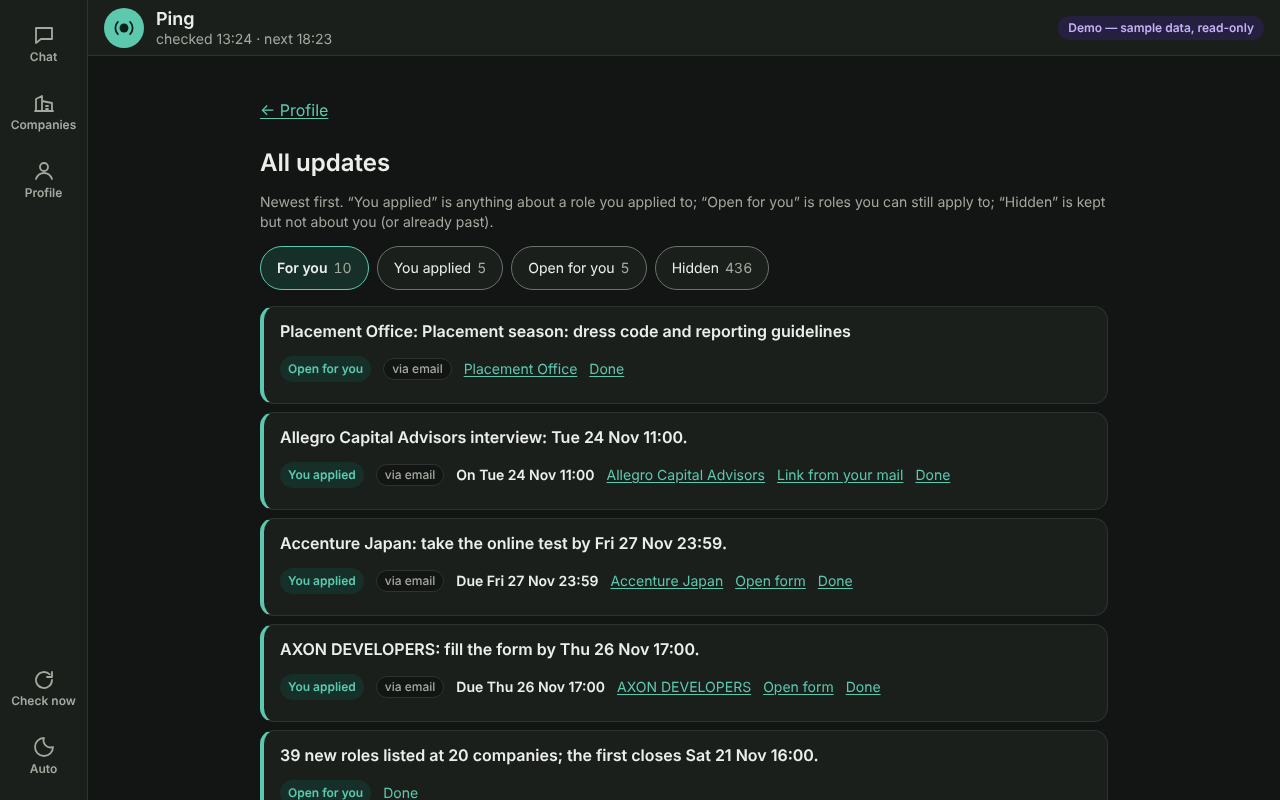 Chat
Companies
Profile
Check now
Auto
Ping
checked 13:24 · next 18:23
Demo — sample data, read-only
← Profile
All updates
Newest first. “You applied” is anything about a role you applied to; “Open for you” is roles you can still apply to; “Hidden” is kept
but not about you (or already past).
For you 10 You applied 5 Open for you 5 Hidden 436
Placement Office: Placement season: dress code and reporting guidelines
Open for you via email Placement Office Done
Allegro Capital Advisors interview: Tue 24 Nov 11:00.
You applied via email On Tue 24 Nov 11:00 Allegro Capital Advisors Link from your mail Done
Accenture Japan: take the online test by Fri 27 Nov 23:59.
You applied via email Due Fri 27 Nov 23:59 Accenture Japan Open form Done
AXON DEVELOPERS: fill the form by Thu 26 Nov 17:00.
You applied via email Due Thu 26 Nov 17:00 AXON DEVELOPERS Open form Done
39 new roles listed at 20 companies; the first closes Sat 21 Nov 16:00.
Open for you Done